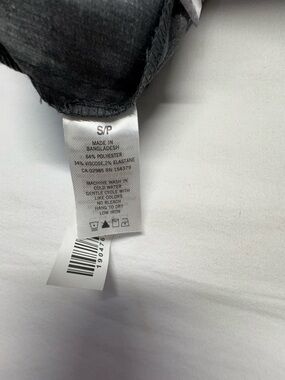 S/P
MADE IN
BANGLADESH
64% POLYESTER
34% VISCOSE, 2% ELASTANE
CA 02985 RN 154379
MACHINE WASH IN
COLD WATER
GENTLE CYCLE WITH
LIKE COLORS
NO BLEACH
HANG TO DRY
LOW IRON
190476